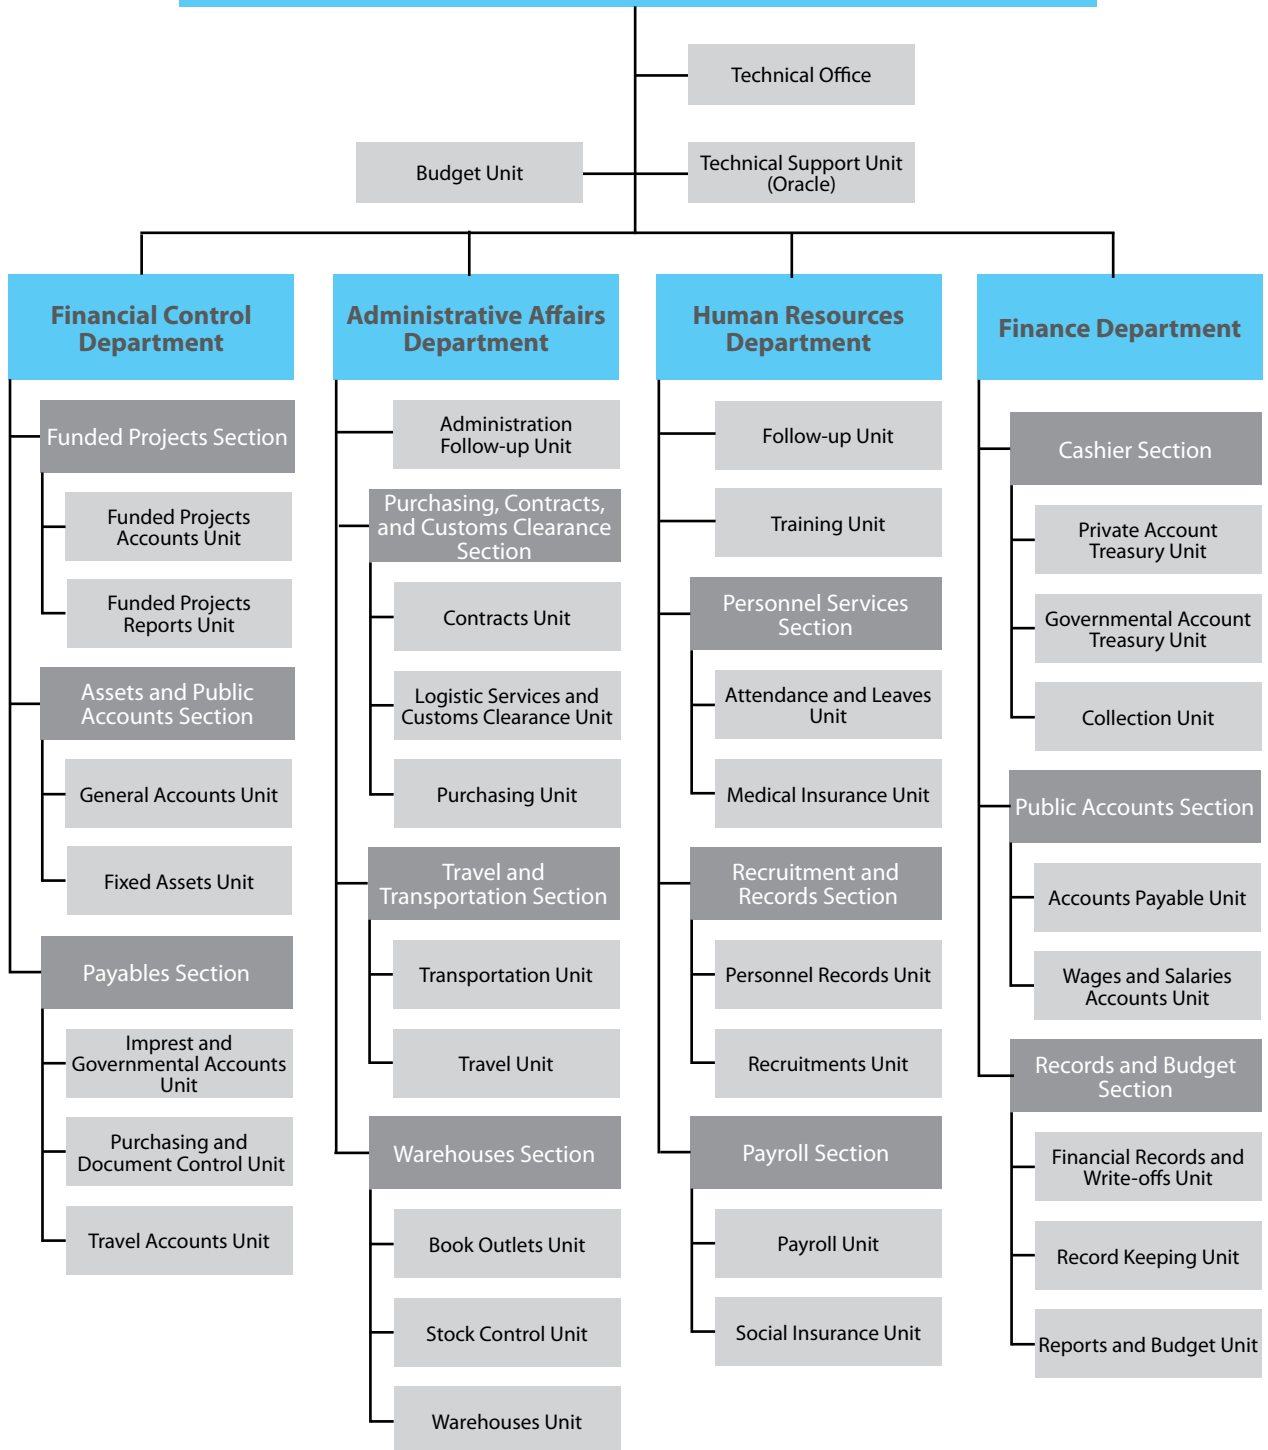 Technical Office
Budget Unit
Technical Support Unit
(Oracle)
Financial Control
Department
Funded Projects Section
Funded Projects
Accounts Unit
Funded Projects
Reports Unit
Assets and Public
Accounts Section
General Accounts Unit
Fixed Assets Unit
Payables Section
Imprest and
Governmental Accounts
Unit
Purchasing and
Document Control Unit
Travel Accounts Unit
Administrative Affairs
Department
Administration
Follow-up Unit
Purchasing, Contracts,
and Customs Clearance
Section
Contracts Unit
Logistic Services and
Customs Clearance Unit
Purchasing Unit
Travel and
Transportation Section
Transportation Unit
Travel Unit
Warehouses Section
Book Outlets Unit
Stock Control Unit
Warehouses Unit
Human Resources
Department
Follow-up Unit
Training Unit
Personnel Services
Section
Attendance and Leaves
Unit
Medical Insurance Unit
Recruitment and
Records Section
Personnel Records Unit
Recruitments Unit
Payroll Section
Payroll Unit
Social Insurance Unit
Finance Department
Cashier Section
Private Account
Treasury Unit
Governmental Account
Treasury Unit
Collection Unit
Public Accounts Section
Accounts Payable Unit
Wages and Salaries
Accounts Unit
Records and Budget
Section
Financial Records and
Write-offs Unit
Record Keeping Unit
Reports and Budget Unit